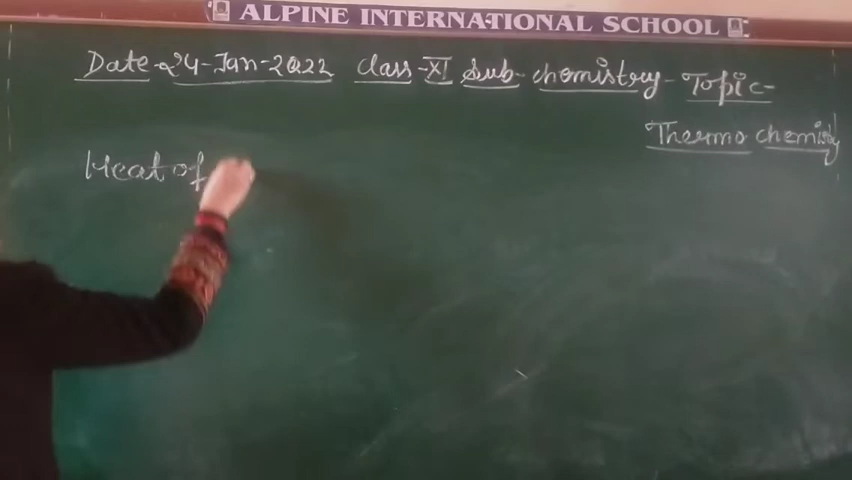 ALPINE INTERNATIONAL SCHOOL
Date-24-Jan-2022 Class-XI Sub-chemistry-Topic-
Thermo chemistry
Heat of